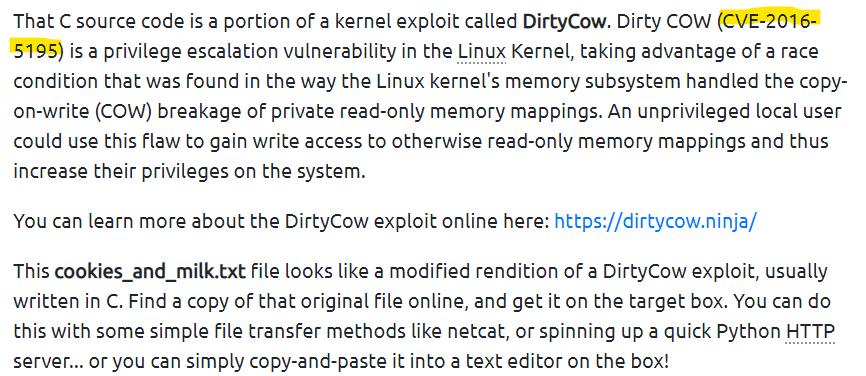 That C source code is a portion of a kernel exploit called DirtyCow. Dirty COW (CVE-2016-
5195) is a privilege escalation vulnerability in the Linux Kernel, taking advantage of a race
condition that was found in the way the Linux kernel's memory subsystem handled the copy-
on-write (COW) breakage of private read-only memory mappings. An unprivileged local user
could use this flaw to gain write access to otherwise read-only memory mappings and thus
increase their privileges on the system.
You can learn more about the DirtyCow exploit online here: https://dirtycow.ninja/
This cookies_and_milk.txt file looks like a modified rendition of a DirtyCow exploit, usually
written in C. Find a copy of that original file online, and get it on the target box. You can do
this with some simple file transfer methods like netcat, or spinning up a quick Python HTTP
server... or you can simply copy-and-paste it into a text editor on the box!